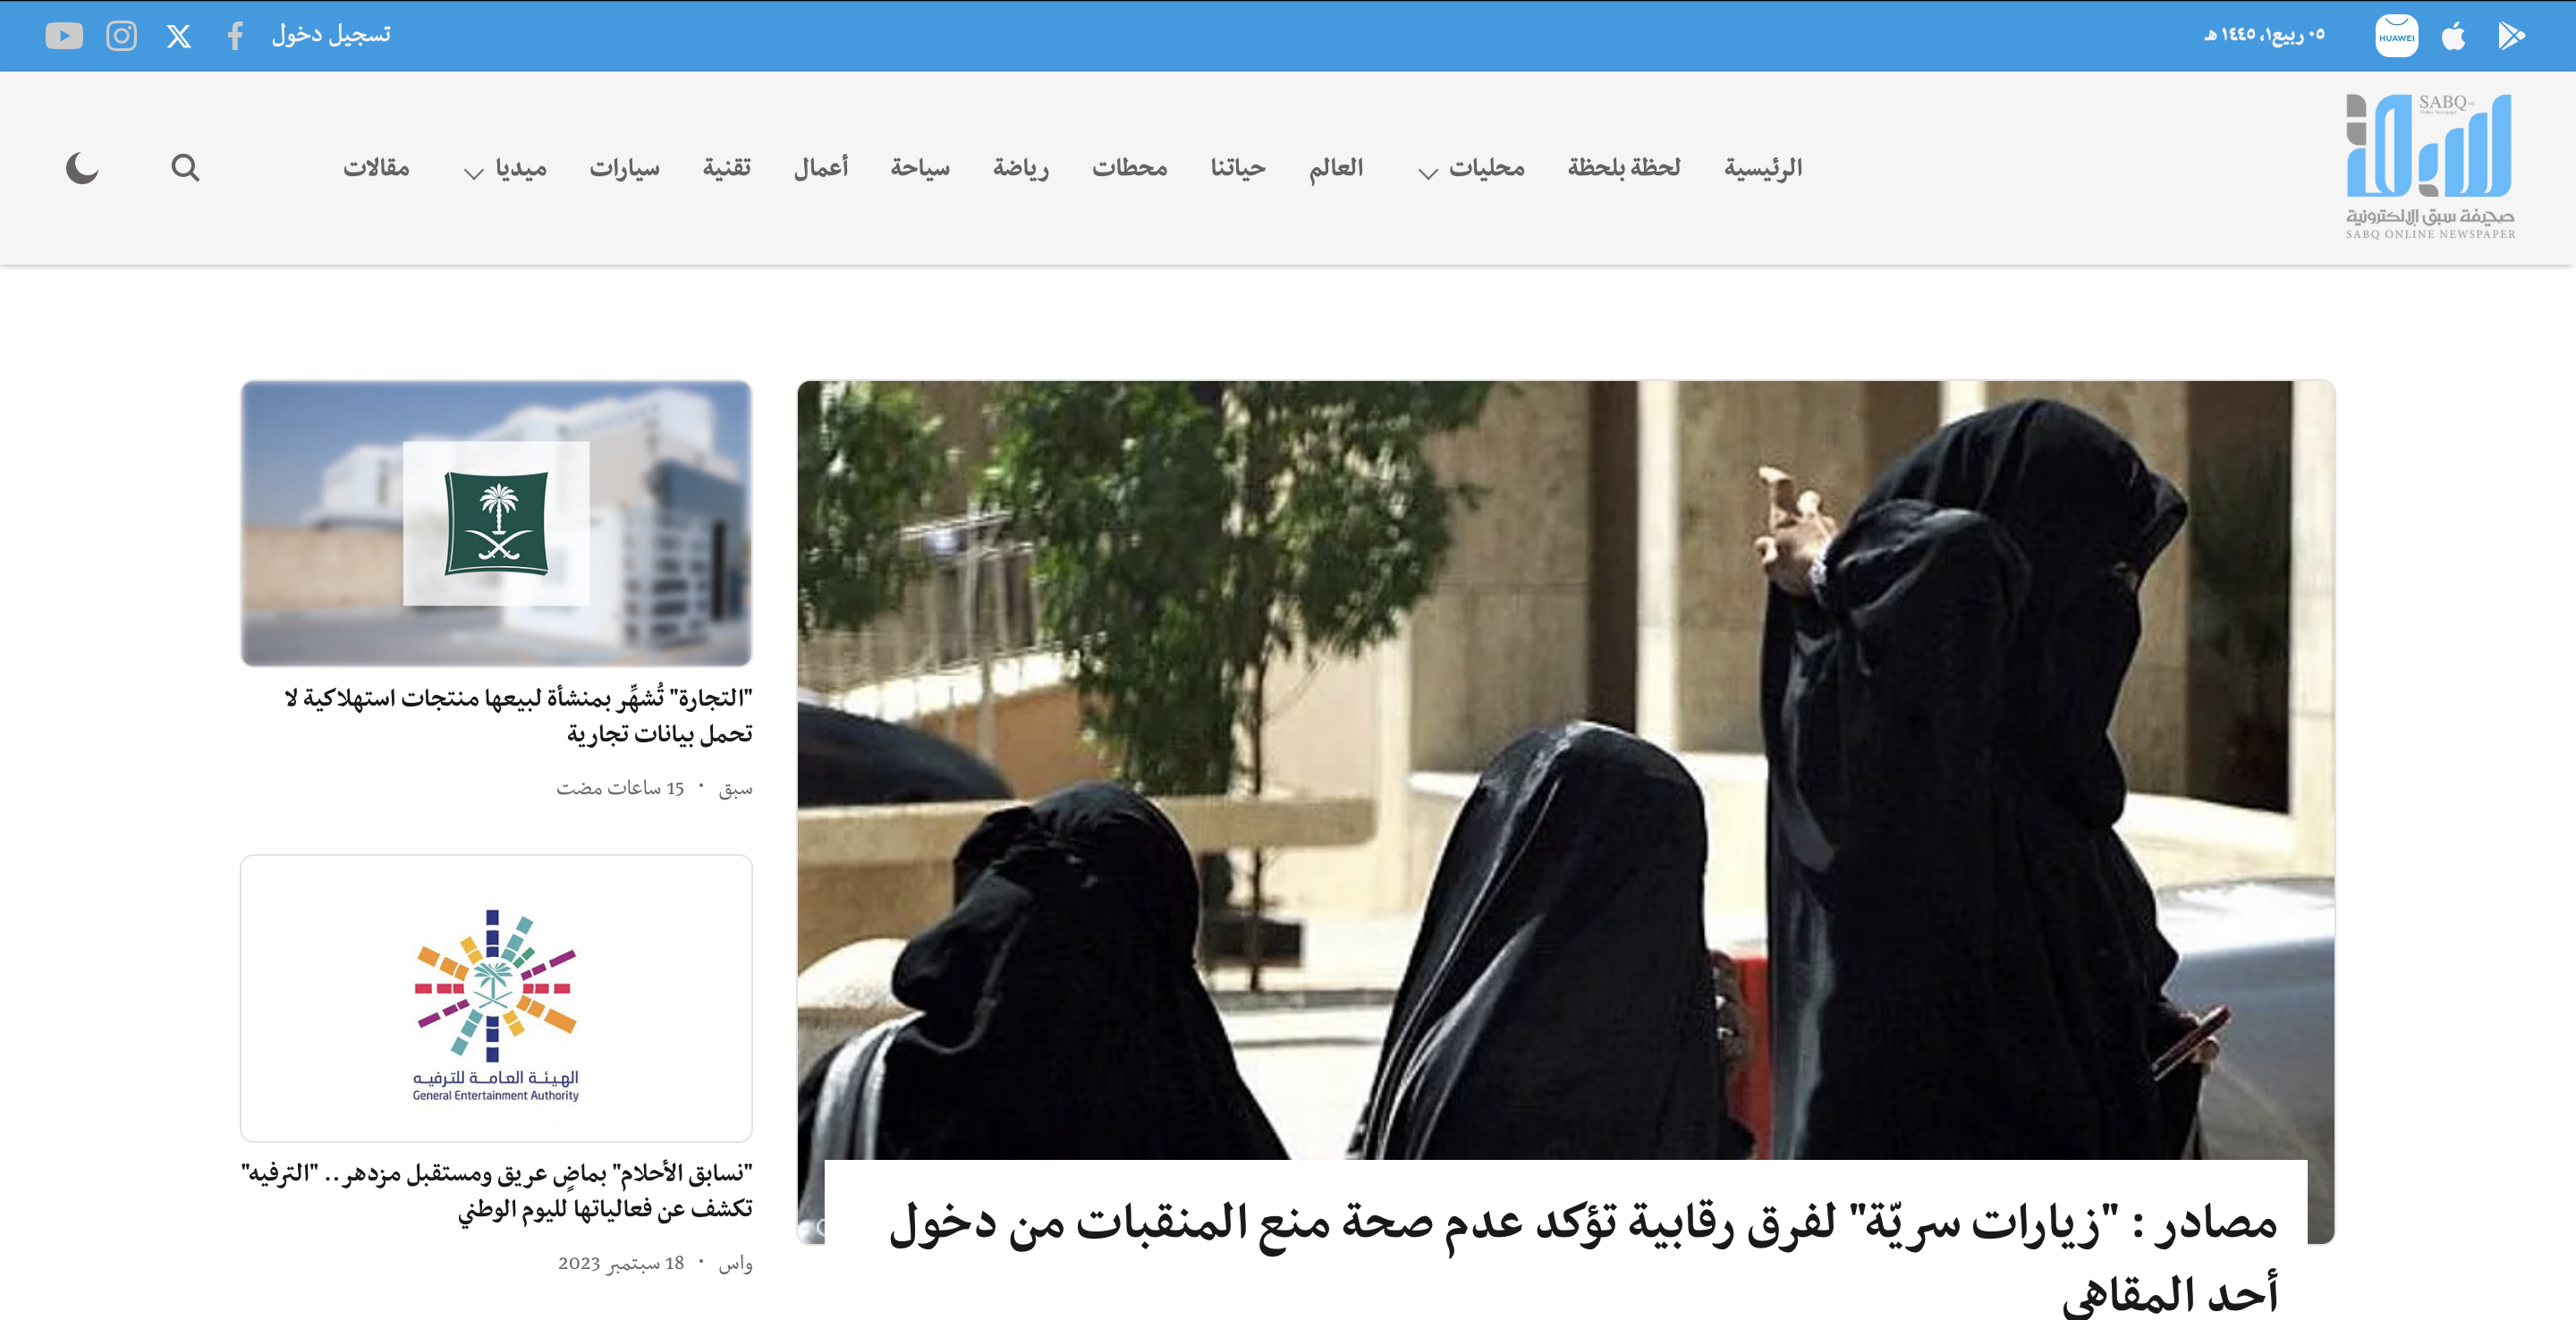 ٠٥ ربيع١، ١٤٤٥ هـ
HUAWEI
تسجيل دخول
SABQ
سبق
صحيفة سبق الإلكترونية
SABQ ONLINE NEWSPAPER
الرئيسية لحظة بلحظة محليات العالم حياتنا محطات رياضة سياحة أعمال تقنية سيارات ميديا مقالات
مصادر : "زيارات سريّة" لفرق رقابية تؤكد عدم صحة منع المنقبات من دخول
أحد المقاهي
"التجارة" تُشهِّر بمنشأة لبيعها منتجات استهلاكية لا
تحمل بيانات تجارية
سبق • 15 ساعات مضت
الهيئة العامة للترفيه
General Entertainment Authority
"نسابق الأحلام" بماضٍ عريق ومستقبل مزدهر.. "الترفيه"
تكشف عن فعالياتها لليوم الوطني
واس • 18 سبتمبر 2023